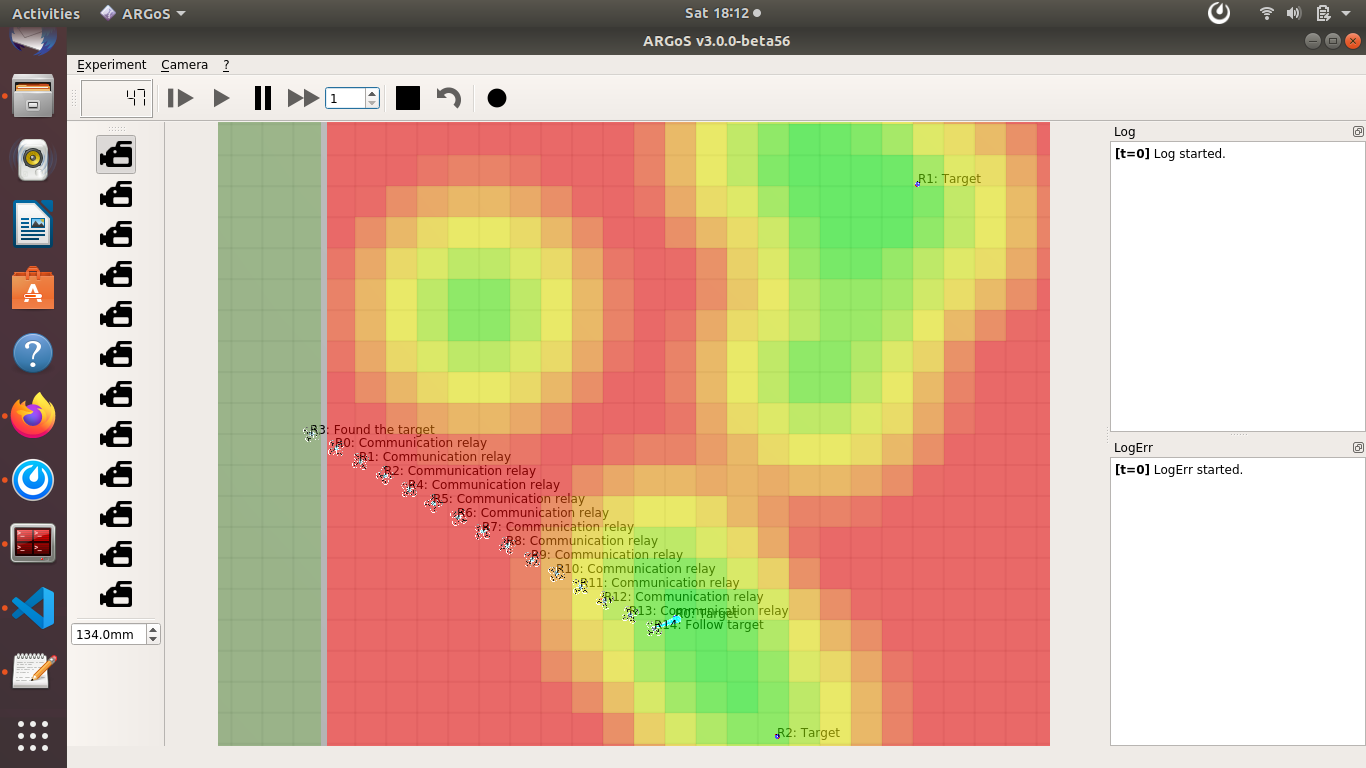 Activities
ARGoS
Sat 18:12
ARGoS v3.0.0-beta56
Experiment Camera ?
47
1
Log
[t=0] Log started.
LogErr
[t=0] LogErr started.
134.0mm
R1: Target
R3: Found the target
R0: Communication relay
R1: Communication relay
R2: Communication relay
R4: Communication relay
R5: Communication relay
R6: Communication relay
R7: Communication relay
R8: Communication relay
R9: Communication relay
R10: Communication relay
R11: Communication relay
R12: Communication relay
R13: Communication relay
R0: Target
R14: Follow target
R2: Target